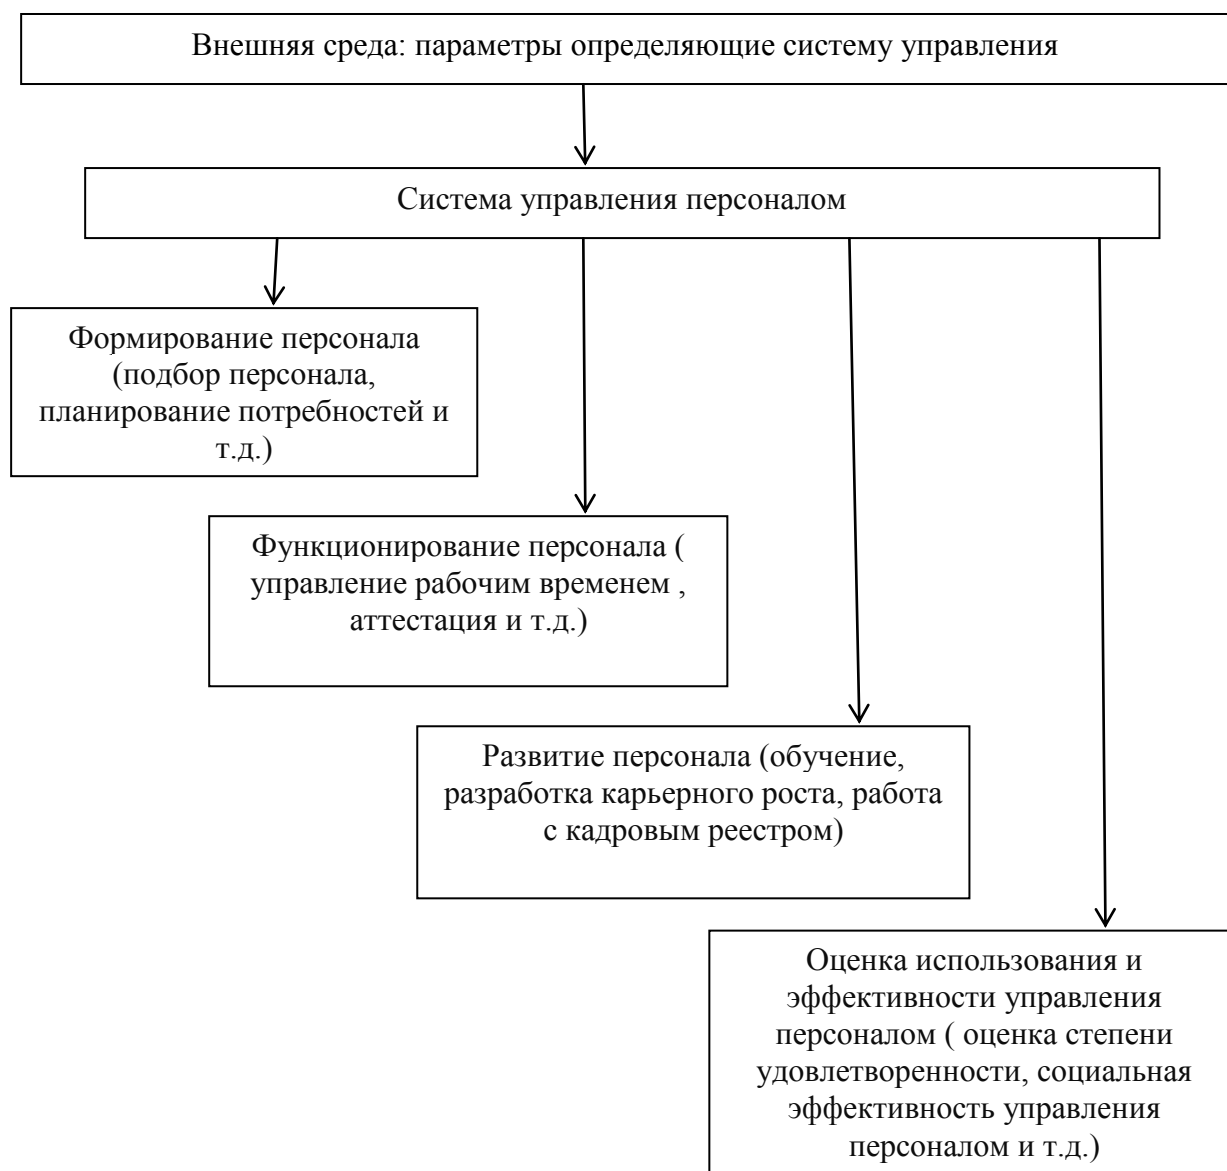 Внешняя среда: параметры определяющие систему управления
Система управления персоналом
Формирование персонала
(подбор персонала,
планирование потребностей и
т.д.)
Функционирование персонала (
управление рабочим временем ,
аттестация и т.д.)
Развитие персонала (обучение,
разработка карьерного роста, работа
с кадровым реестром)
Оценка использования и
эффективности управления
персоналом ( оценка степени
удовлетворенности, социальная
эффективность управления
персоналом и т.д.)